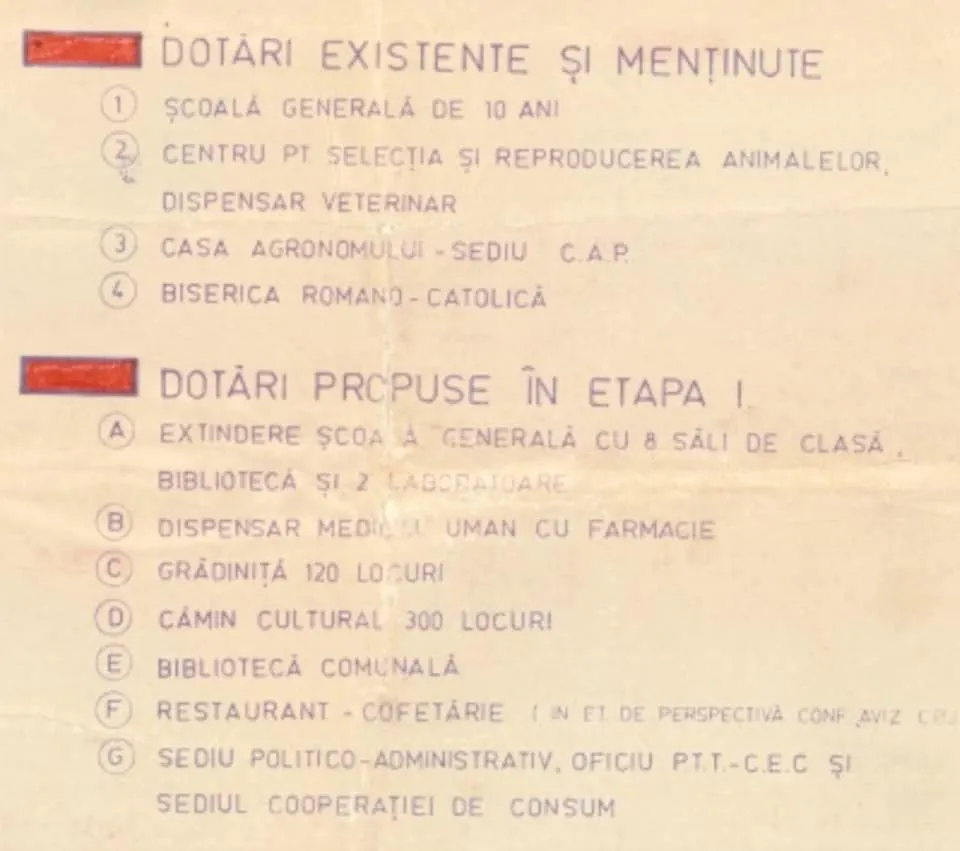 DOTĂRI EXISTENTE ȘI MENȚINUTE
1 ȘCOALĂ GENERALĂ DE 10 ANI
2 CENTRU PT SELECȚIA ȘI REPRODUCEREA ANIMALELOR,
DISPENSAR VETERINAR
3 CASA AGRONOMULUI - SEDIU C.A.P.
4 BISERICA ROMANO - CATOLICĂ
DOTĂRI PROPUSE ÎN ETAPA I
A EXTINDERE ȘCOALĂ GENERALĂ CU 8 SĂLI DE CLASĂ,
BIBLIOTECĂ ȘI 2 LABORATOARE
B DISPENSAR MEDICAL UMAN CU FARMACIE
C GRĂDINIȚĂ 120 LOCURI
D CĂMIN CULTURAL 300 LOCURI
E BIBLIOTECĂ COMUNALĂ
F RESTAURANT - COFETĂRIE ( IN ET. DE PERSPECTIVĂ CONF. AVIZ
G SEDIU POLITICO-ADMINISTRATIV, OFICIU P.T.T.-C.E.C ȘI
SEDIUL COOPERAȚIEI DE CONSUM